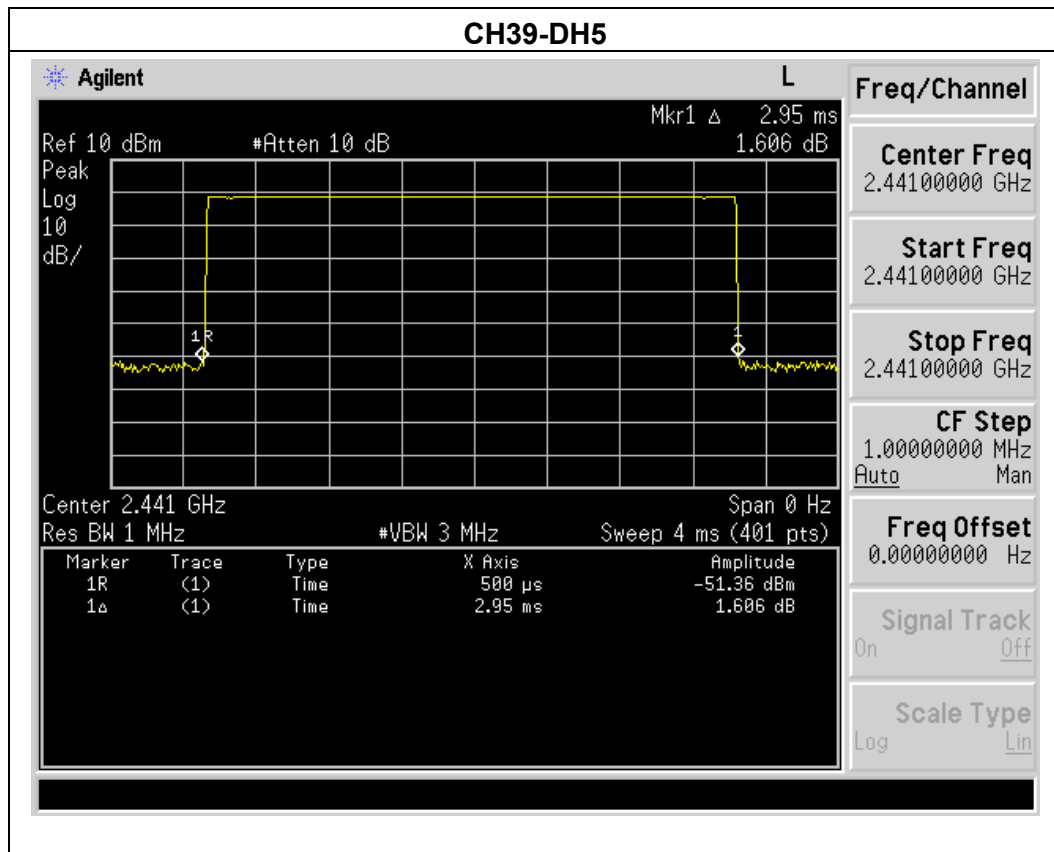 CH39-DH5
Agilent L
Mkr1 Δ 2.95 ms
Ref 10 dBm #Atten 10 dB 1.606 dB
Peak
Log
10
dB/
1R
1
Center 2.441 GHz Span 0 Hz
Res BW 1 MHz #VBW 3 MHz Sweep 4 ms (401 pts)
Marker Trace Type X Axis Amplitude
1R (1) Time 500 µs -51.36 dBm
1Δ (1) Time 2.95 ms 1.606 dB
Freq/Channel
Center Freq
2.44100000 GHz
Start Freq
2.44100000 GHz
Stop Freq
2.44100000 GHz
CF Step
1.00000000 MHz
Auto Man
Freq Offset
0.00000000 Hz
Signal Track
On Off
Scale Type
Log Lin